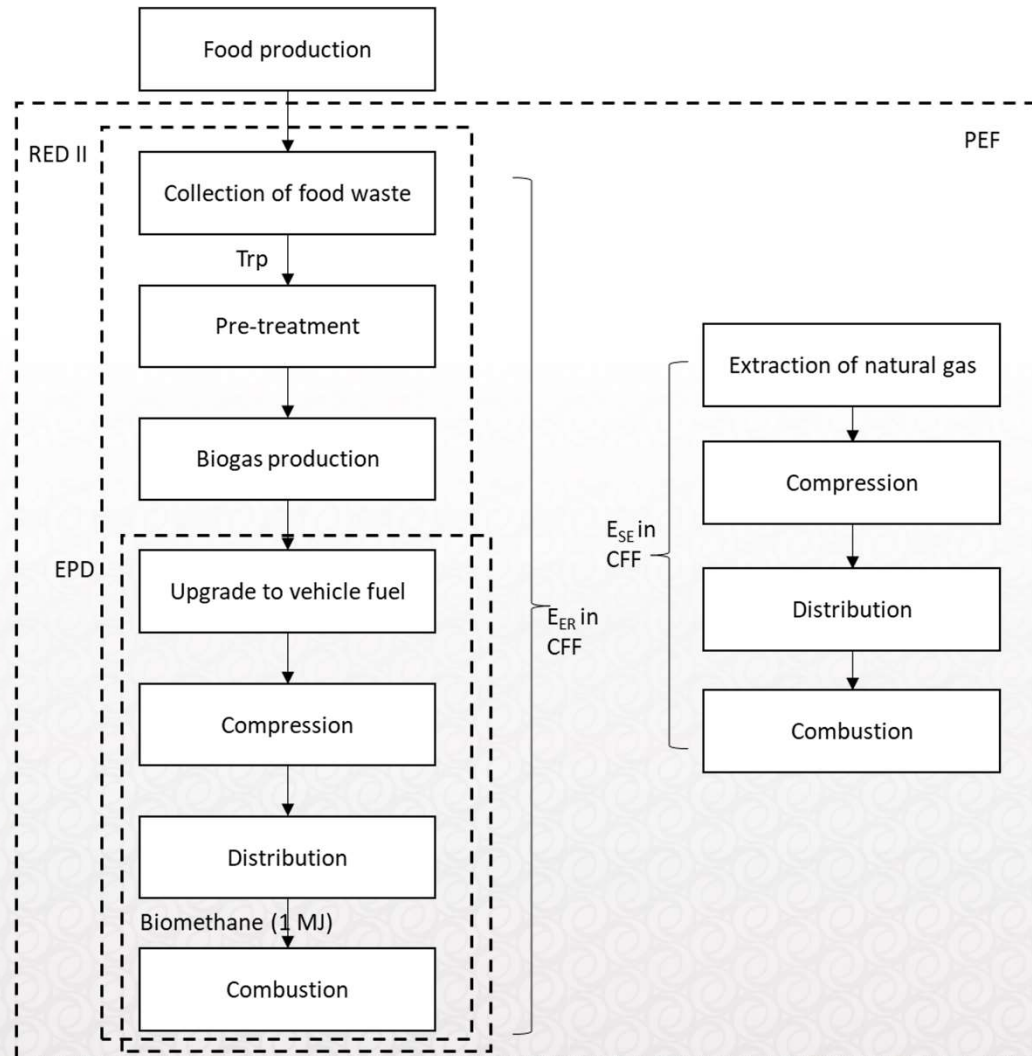 Food production
RED II
PEF
Collection of food waste
Trp
Pre-treatment
Biogas production
EPD
Upgrade to vehicle fuel
Compression
Distribution
Biomethane (1 MJ)
Combustion
E_ER in
CFF
Extraction of natural gas
Compression
E_SE in
CFF
Distribution
Combustion